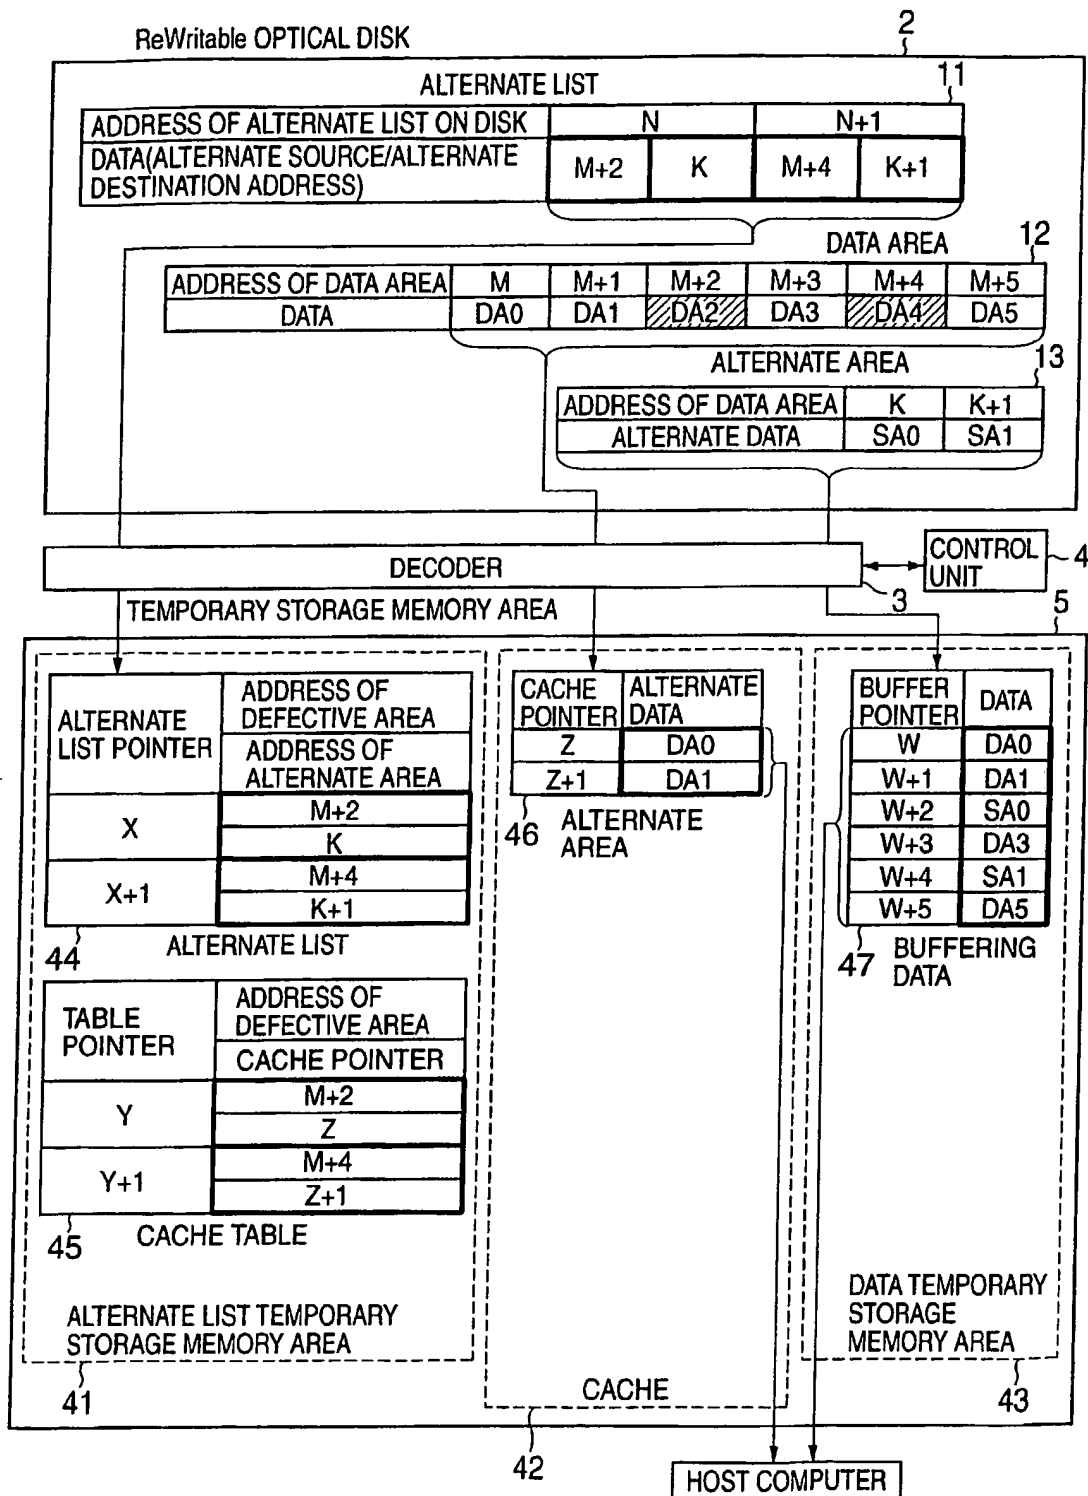 ReWritable OPTICAL DISK
2
ALTERNATE LIST
11
ADDRESS OF ALTERNATE LIST ON DISK N N+1
DATA(ALTERNATE SOURCE/ALTERNATE
DESTINATION ADDRESS)
M+2 K M+4 K+1
DATA AREA
12
ADDRESS OF DATA AREA M M+1 M+2 M+3 M+4 M+5
DATA DA0 DA1 DA2 DA3 DA4 DA5
ALTERNATE AREA
13
ADDRESS OF DATA AREA K K+1
ALTERNATE DATA SA0 SA1
DECODER
3
CONTROL
UNIT
4
TEMPORARY STORAGE MEMORY AREA
5
ALTERNATE
LIST POINTER
ADDRESS OF
DEFECTIVE AREA
ADDRESS OF
ALTERNATE AREA
X
M+2
K
X+1
M+4
K+1
44
ALTERNATE LIST
TABLE
POINTER
ADDRESS OF
DEFECTIVE AREA
CACHE POINTER
Y
M+2
Z
Y+1
M+4
Z+1
45
CACHE TABLE
ALTERNATE LIST TEMPORARY
STORAGE MEMORY AREA
41
CACHE
POINTER
ALTERNATE
DATA
Z DA0
Z+1 DA1
46
ALTERNATE
AREA
CACHE
42
BUFFER
POINTER
DATA
W DA0
W+1 DA1
W+2 SA0
W+3 DA3
W+4 SA1
W+5 DA5
47
BUFFERING
DATA
DATA TEMPORARY
STORAGE
MEMORY AREA
43
HOST COMPUTER